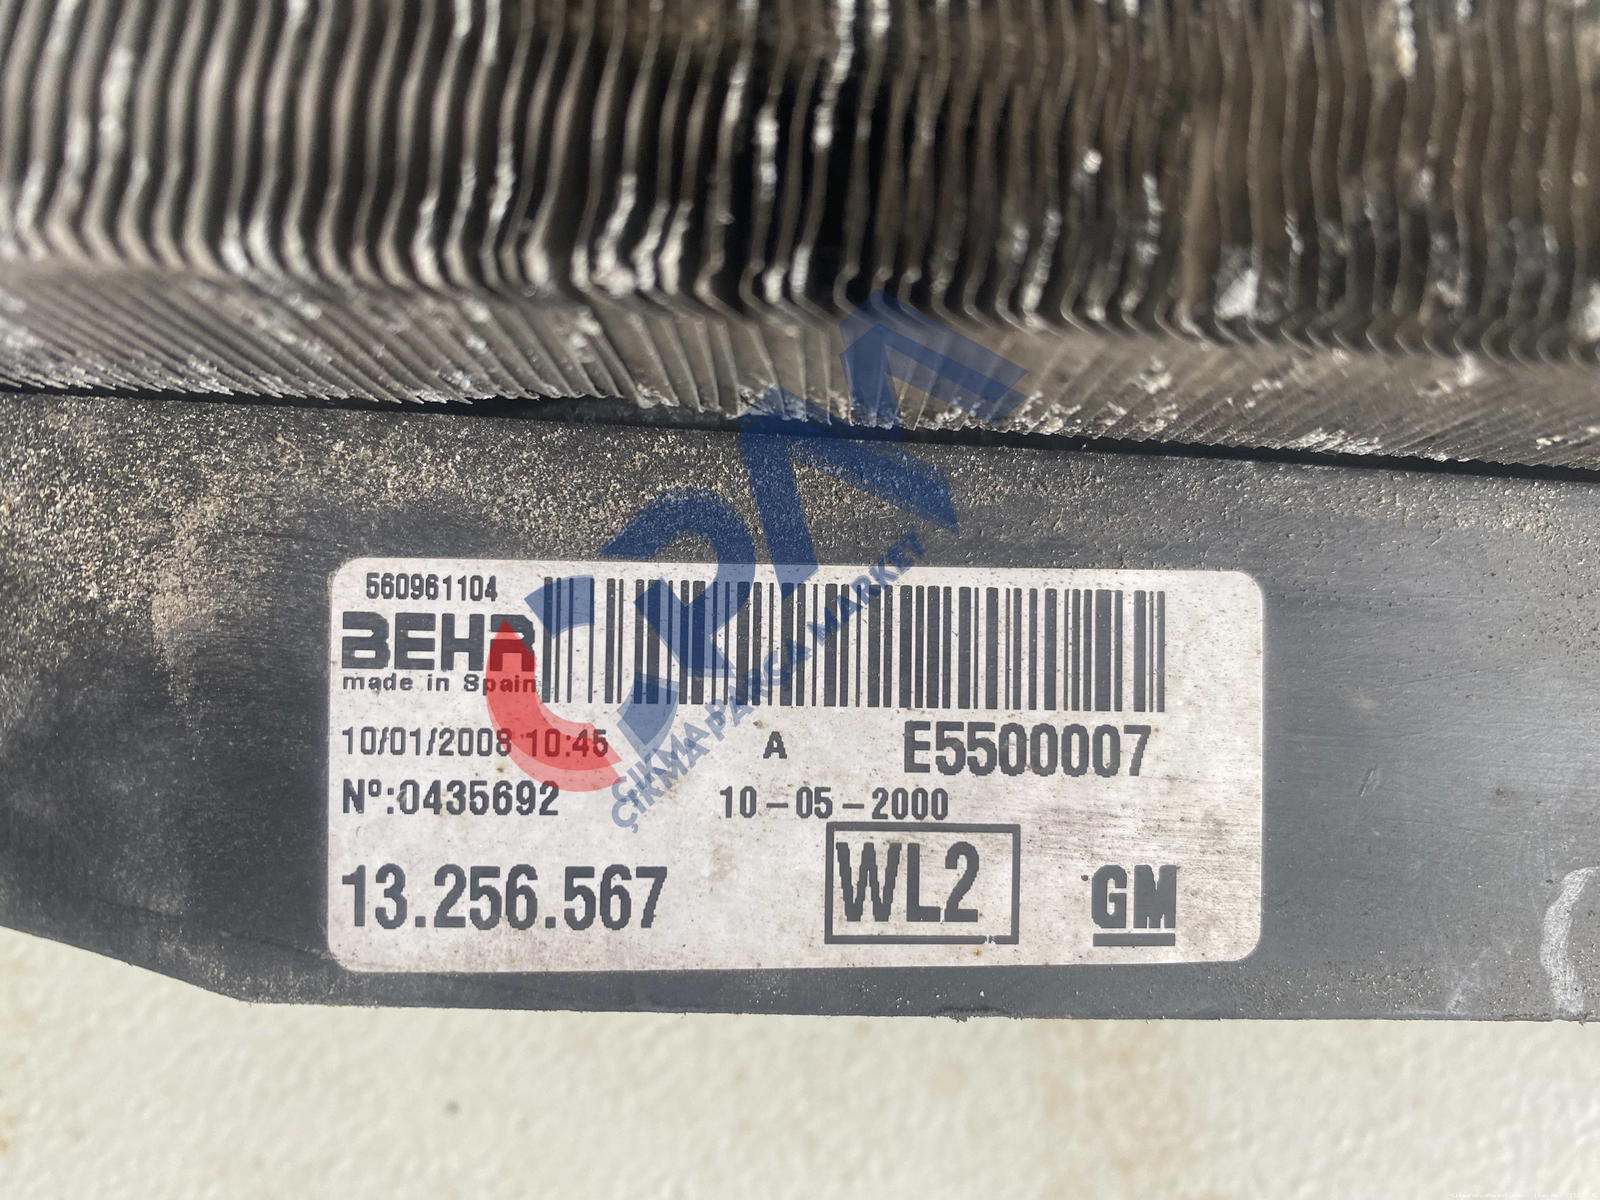 560961104
BEHR
made in Spain
10/01/2008 10:45
A
E5500007
Nº:0435692
10-05-2000
13.256.567
WL2
GM
ÇPM
ÇIKMA PARÇA MARKET